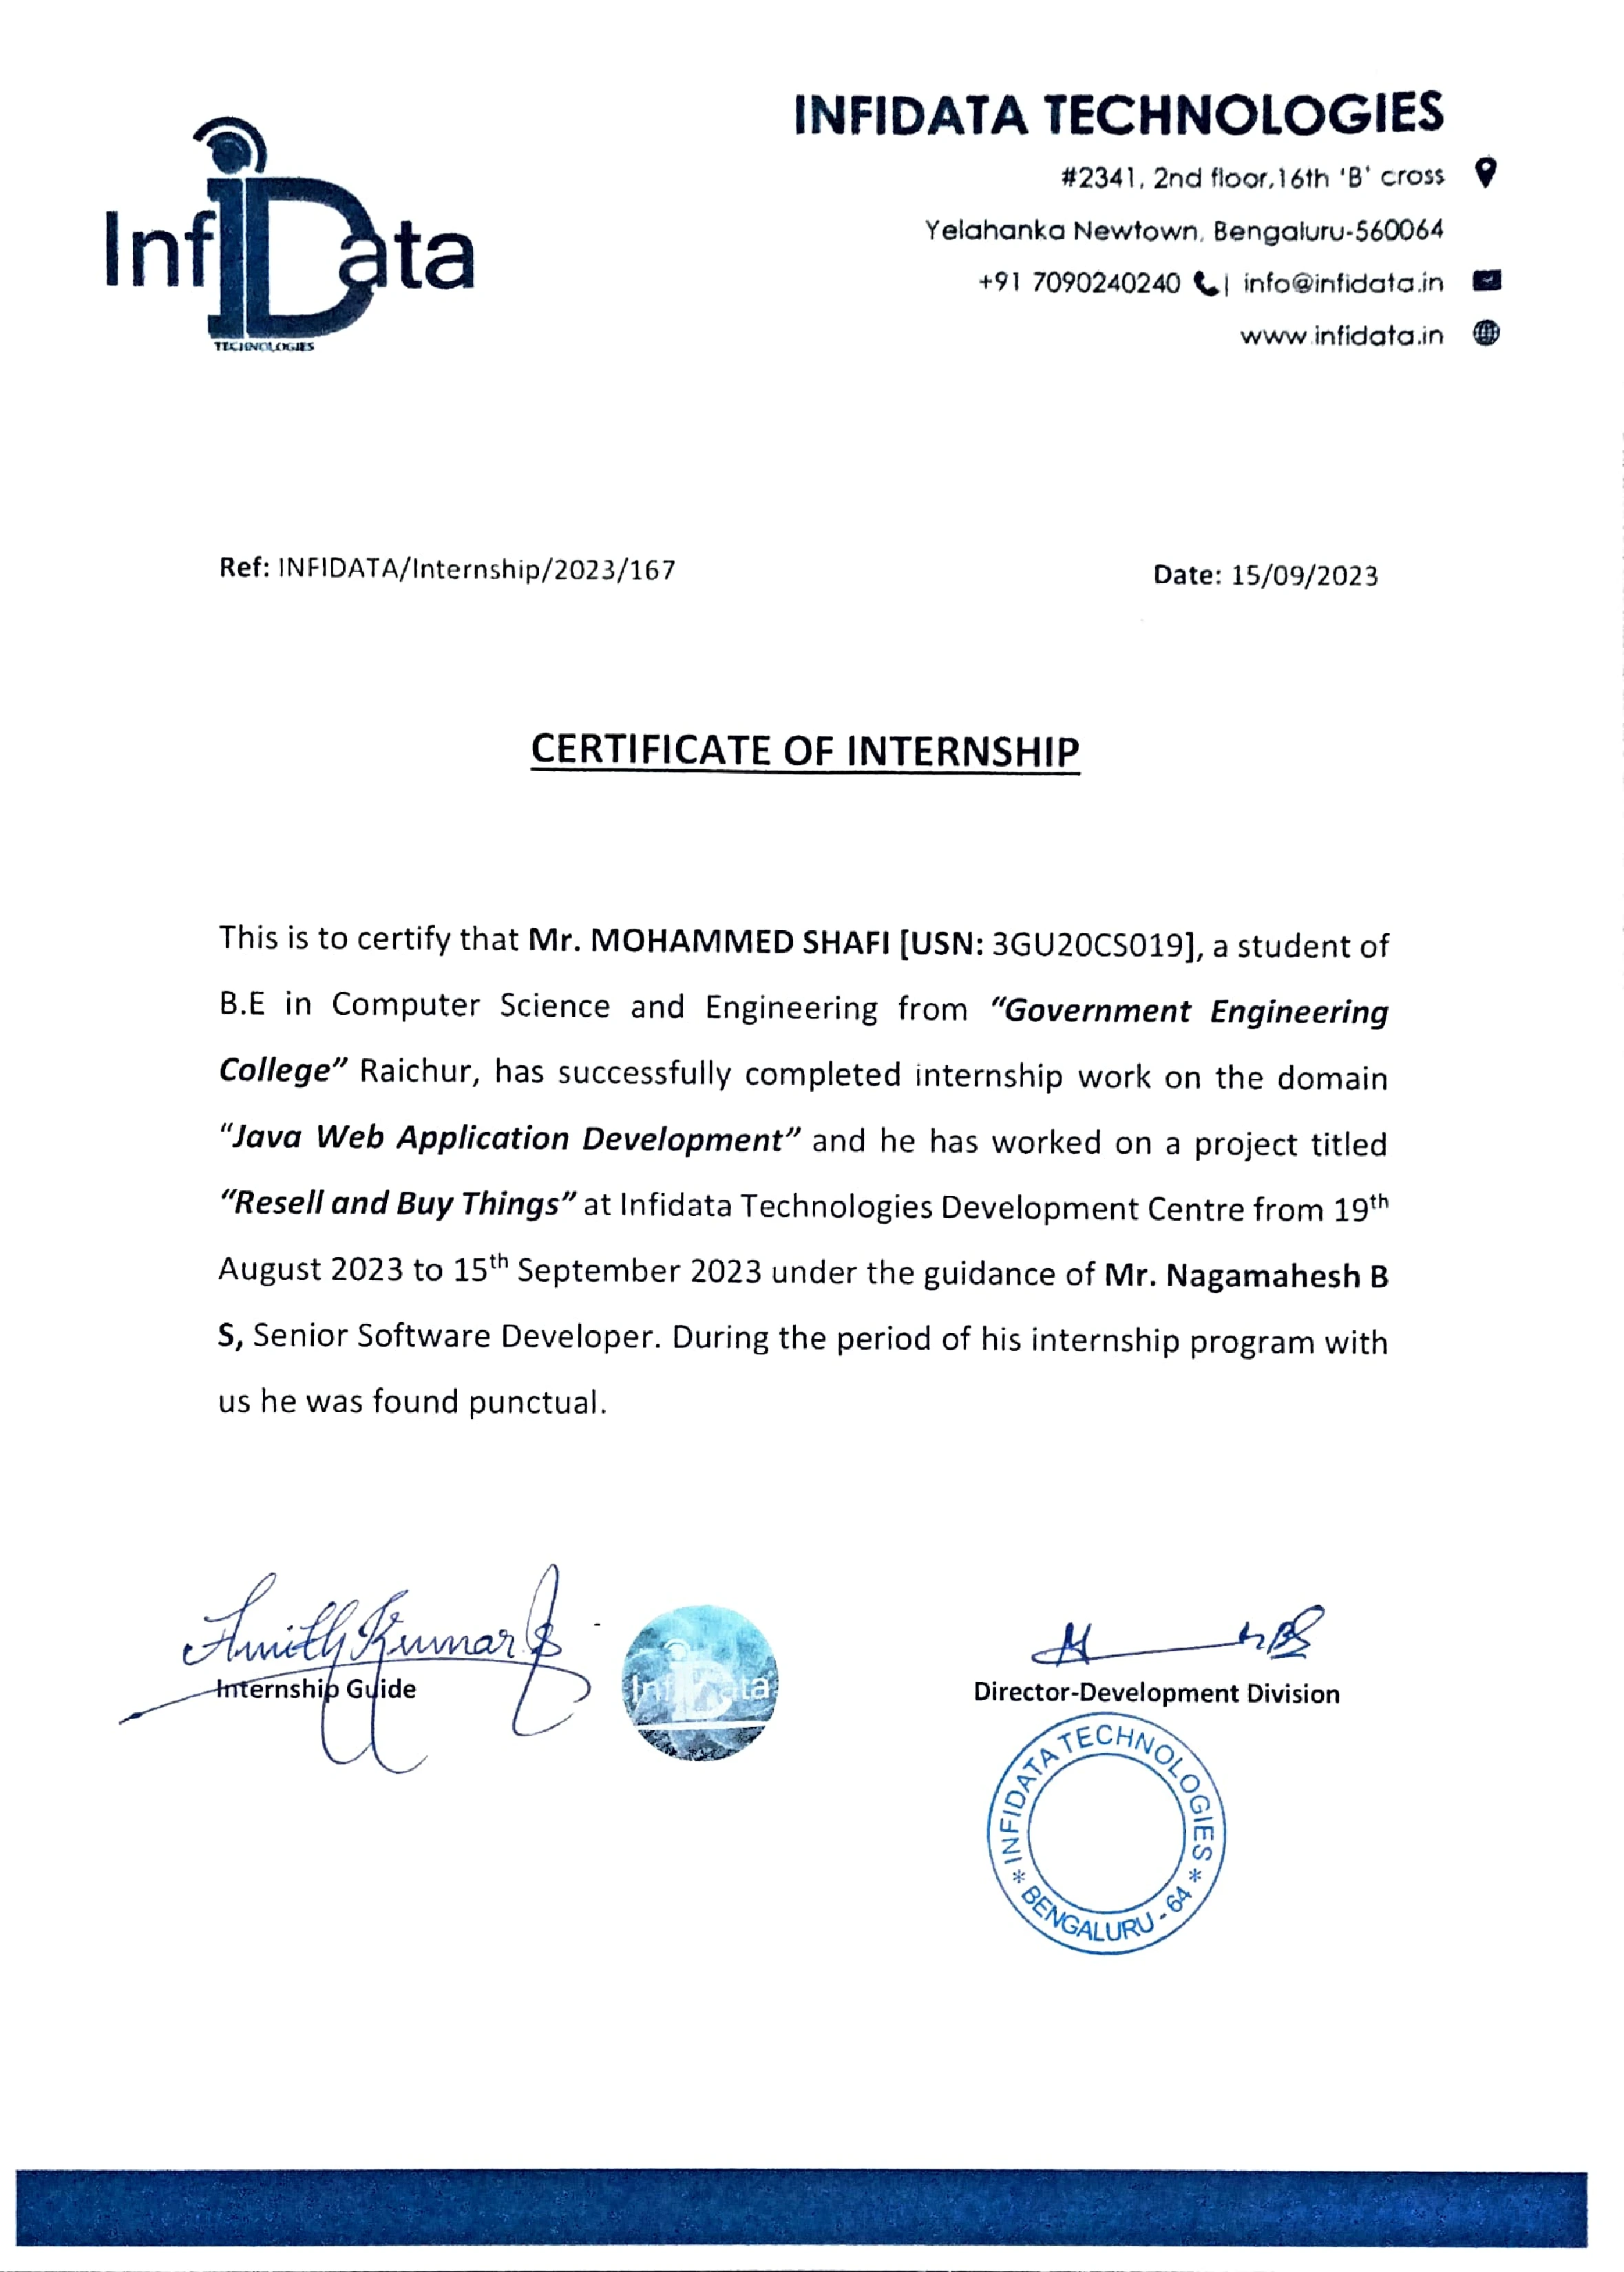 InfiData
TECHNOLOGIES
INFIDATA TECHNOLOGIES
#2341, 2nd floor,16th 'B' cross
Yelahanka Newtown, Bengaluru-560064
+91 7090240240 | info@infidata.in
www.infidata.in
Ref: INFIDATA/Internship/2023/167
Date: 15/09/2023
CERTIFICATE OF INTERNSHIP
This is to certify that Mr. MOHAMMED SHAFI [USN: 3GU20CS019], a student of
B.E in Computer Science and Engineering from “Government Engineering
College” Raichur, has successfully completed internship work on the domain
“Java Web Application Development” and he has worked on a project titled
“Resell and Buy Things” at Infidata Technologies Development Centre from 19th
August 2023 to 15th September 2023 under the guidance of Mr. Nagamahesh B
S, Senior Software Developer. During the period of his internship program with
us he was found punctual.
Amith Kumar
Internship Guide
InfiData
Director-Development Division
INFIDATA TECHNOLOGIES
* BENGALURU - 64 *